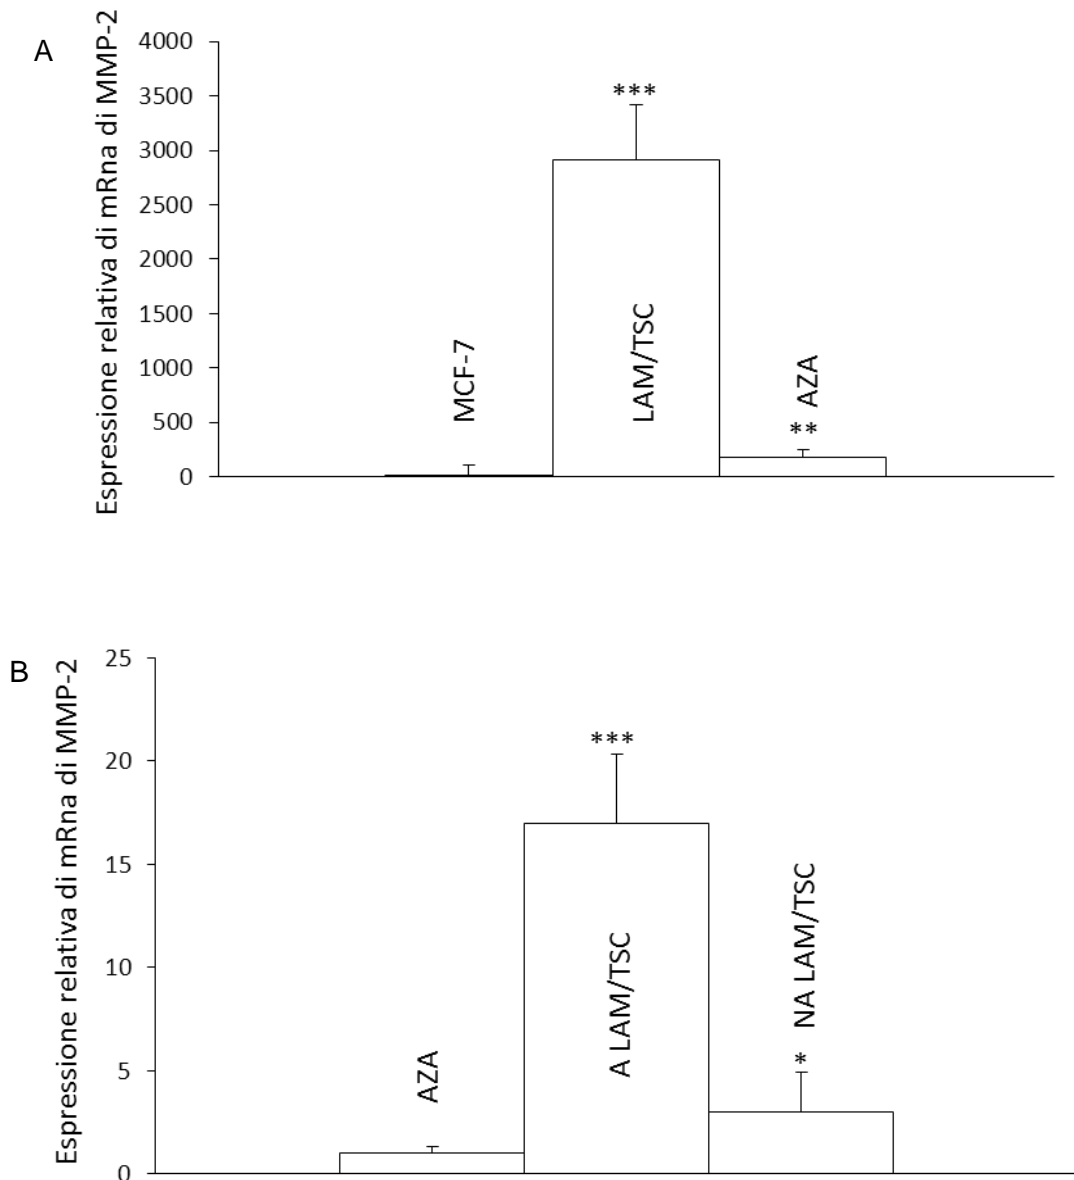 A
Espressione relativa di mRna di MMP-2
4000
3500
3000
2500
2000
1500
1000
500
0
MCF-7
***
LAM/TSC
AZA
**
B
Espressione relativa di mRna di MMP-2
25
20
15
10
5
0
AZA
***
A LAM/TSC
NA LAM/TSC
*